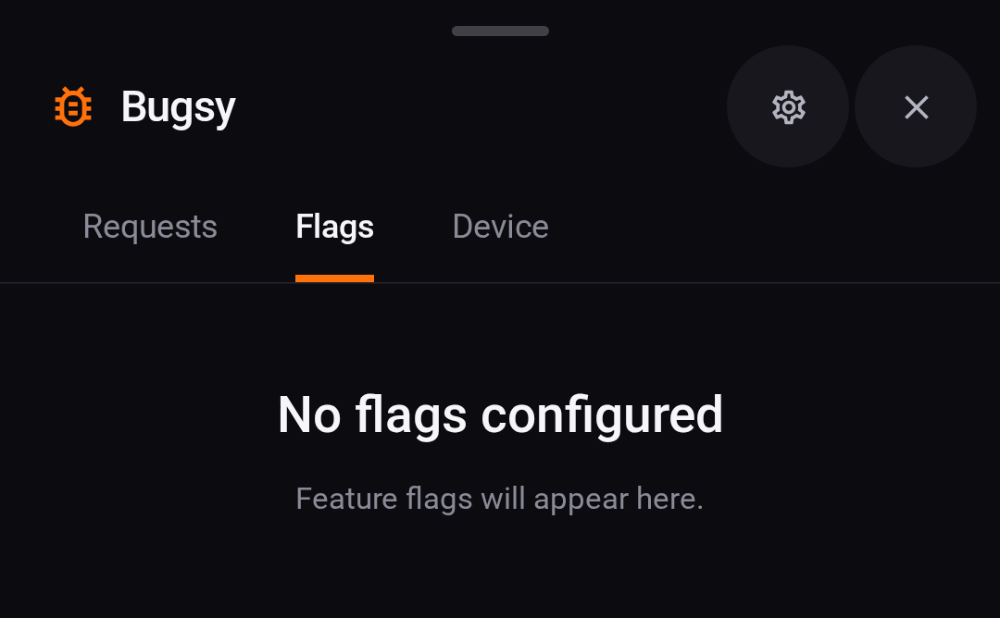 Bugsy
Requests Flags Device
No flags configured
Feature flags will appear here.